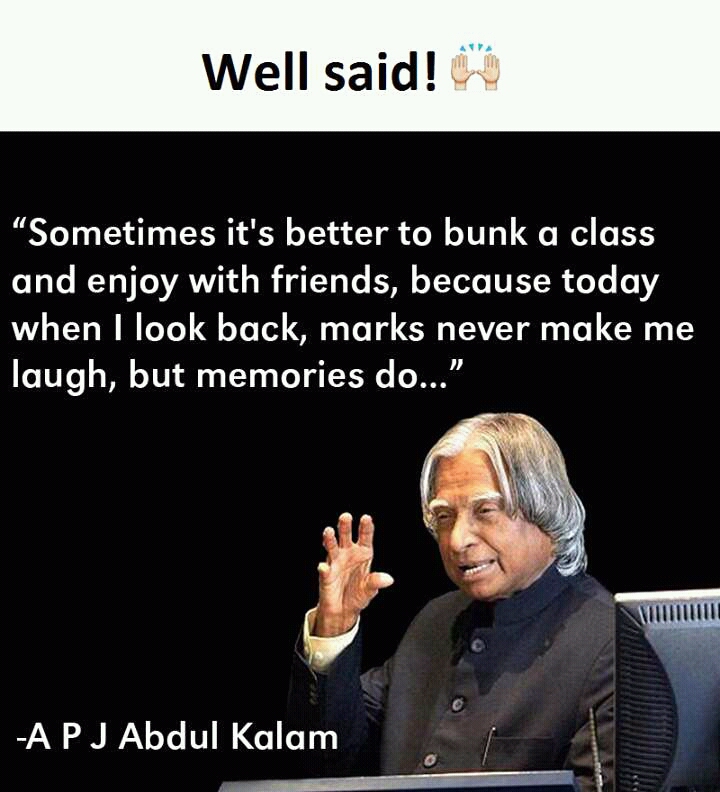 Well said! 🙌
“Sometimes it's better to bunk a class
and enjoy with friends, because today
when I look back, marks never make me
laugh, but memories do...”
-A P J Abdul Kalam